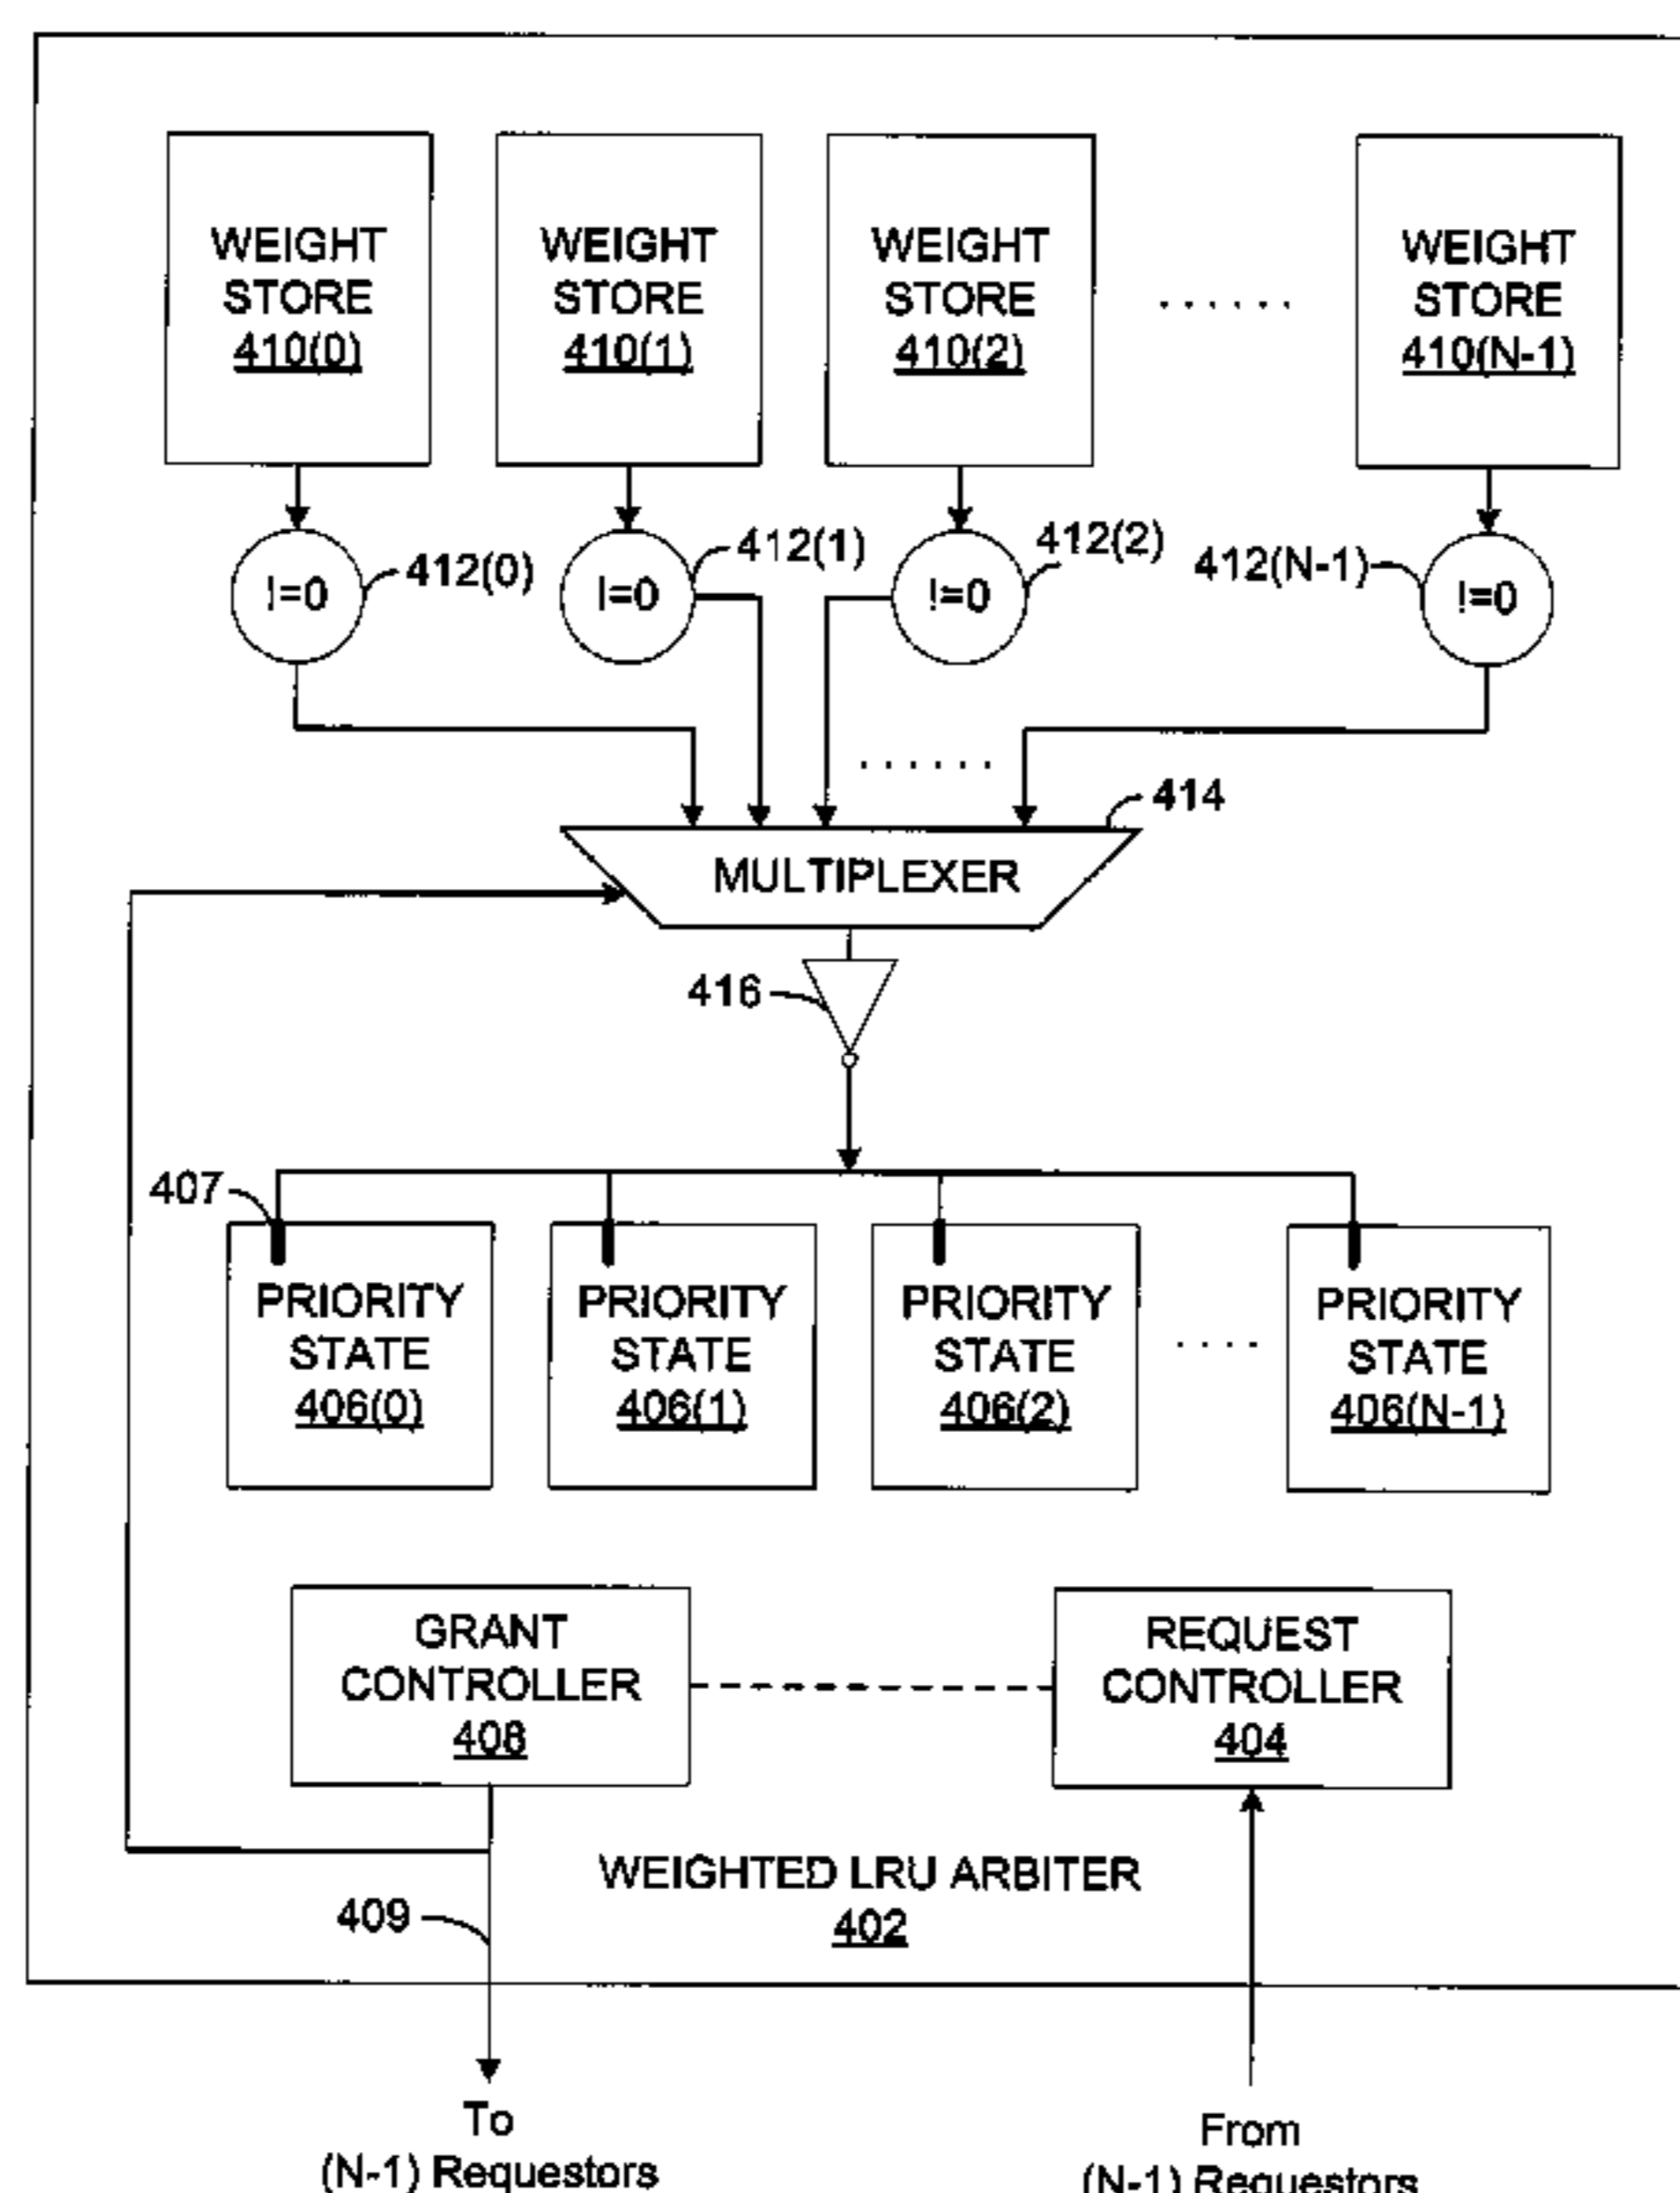 WEIGHT STORE 410(0)
WEIGHT STORE 410(1)
WEIGHT STORE 410(2)
. . . . . .
WEIGHT STORE 410(N-1)
!=0
412(0)
!=0
412(1)
!=0
412(2)
412(N-1)
!=0
. . . . . .
414
MULTIPLEXER
416
407
PRIORITY STATE 406(0)
PRIORITY STATE 406(1)
PRIORITY STATE 406(2)
. . . .
PRIORITY STATE 406(N-1)
GRANT CONTROLLER 408
REQUEST CONTROLLER 404
WEIGHTED LRU ARBITER
402
409
To
(N-1) Requestors
From
(N-1) Requestors